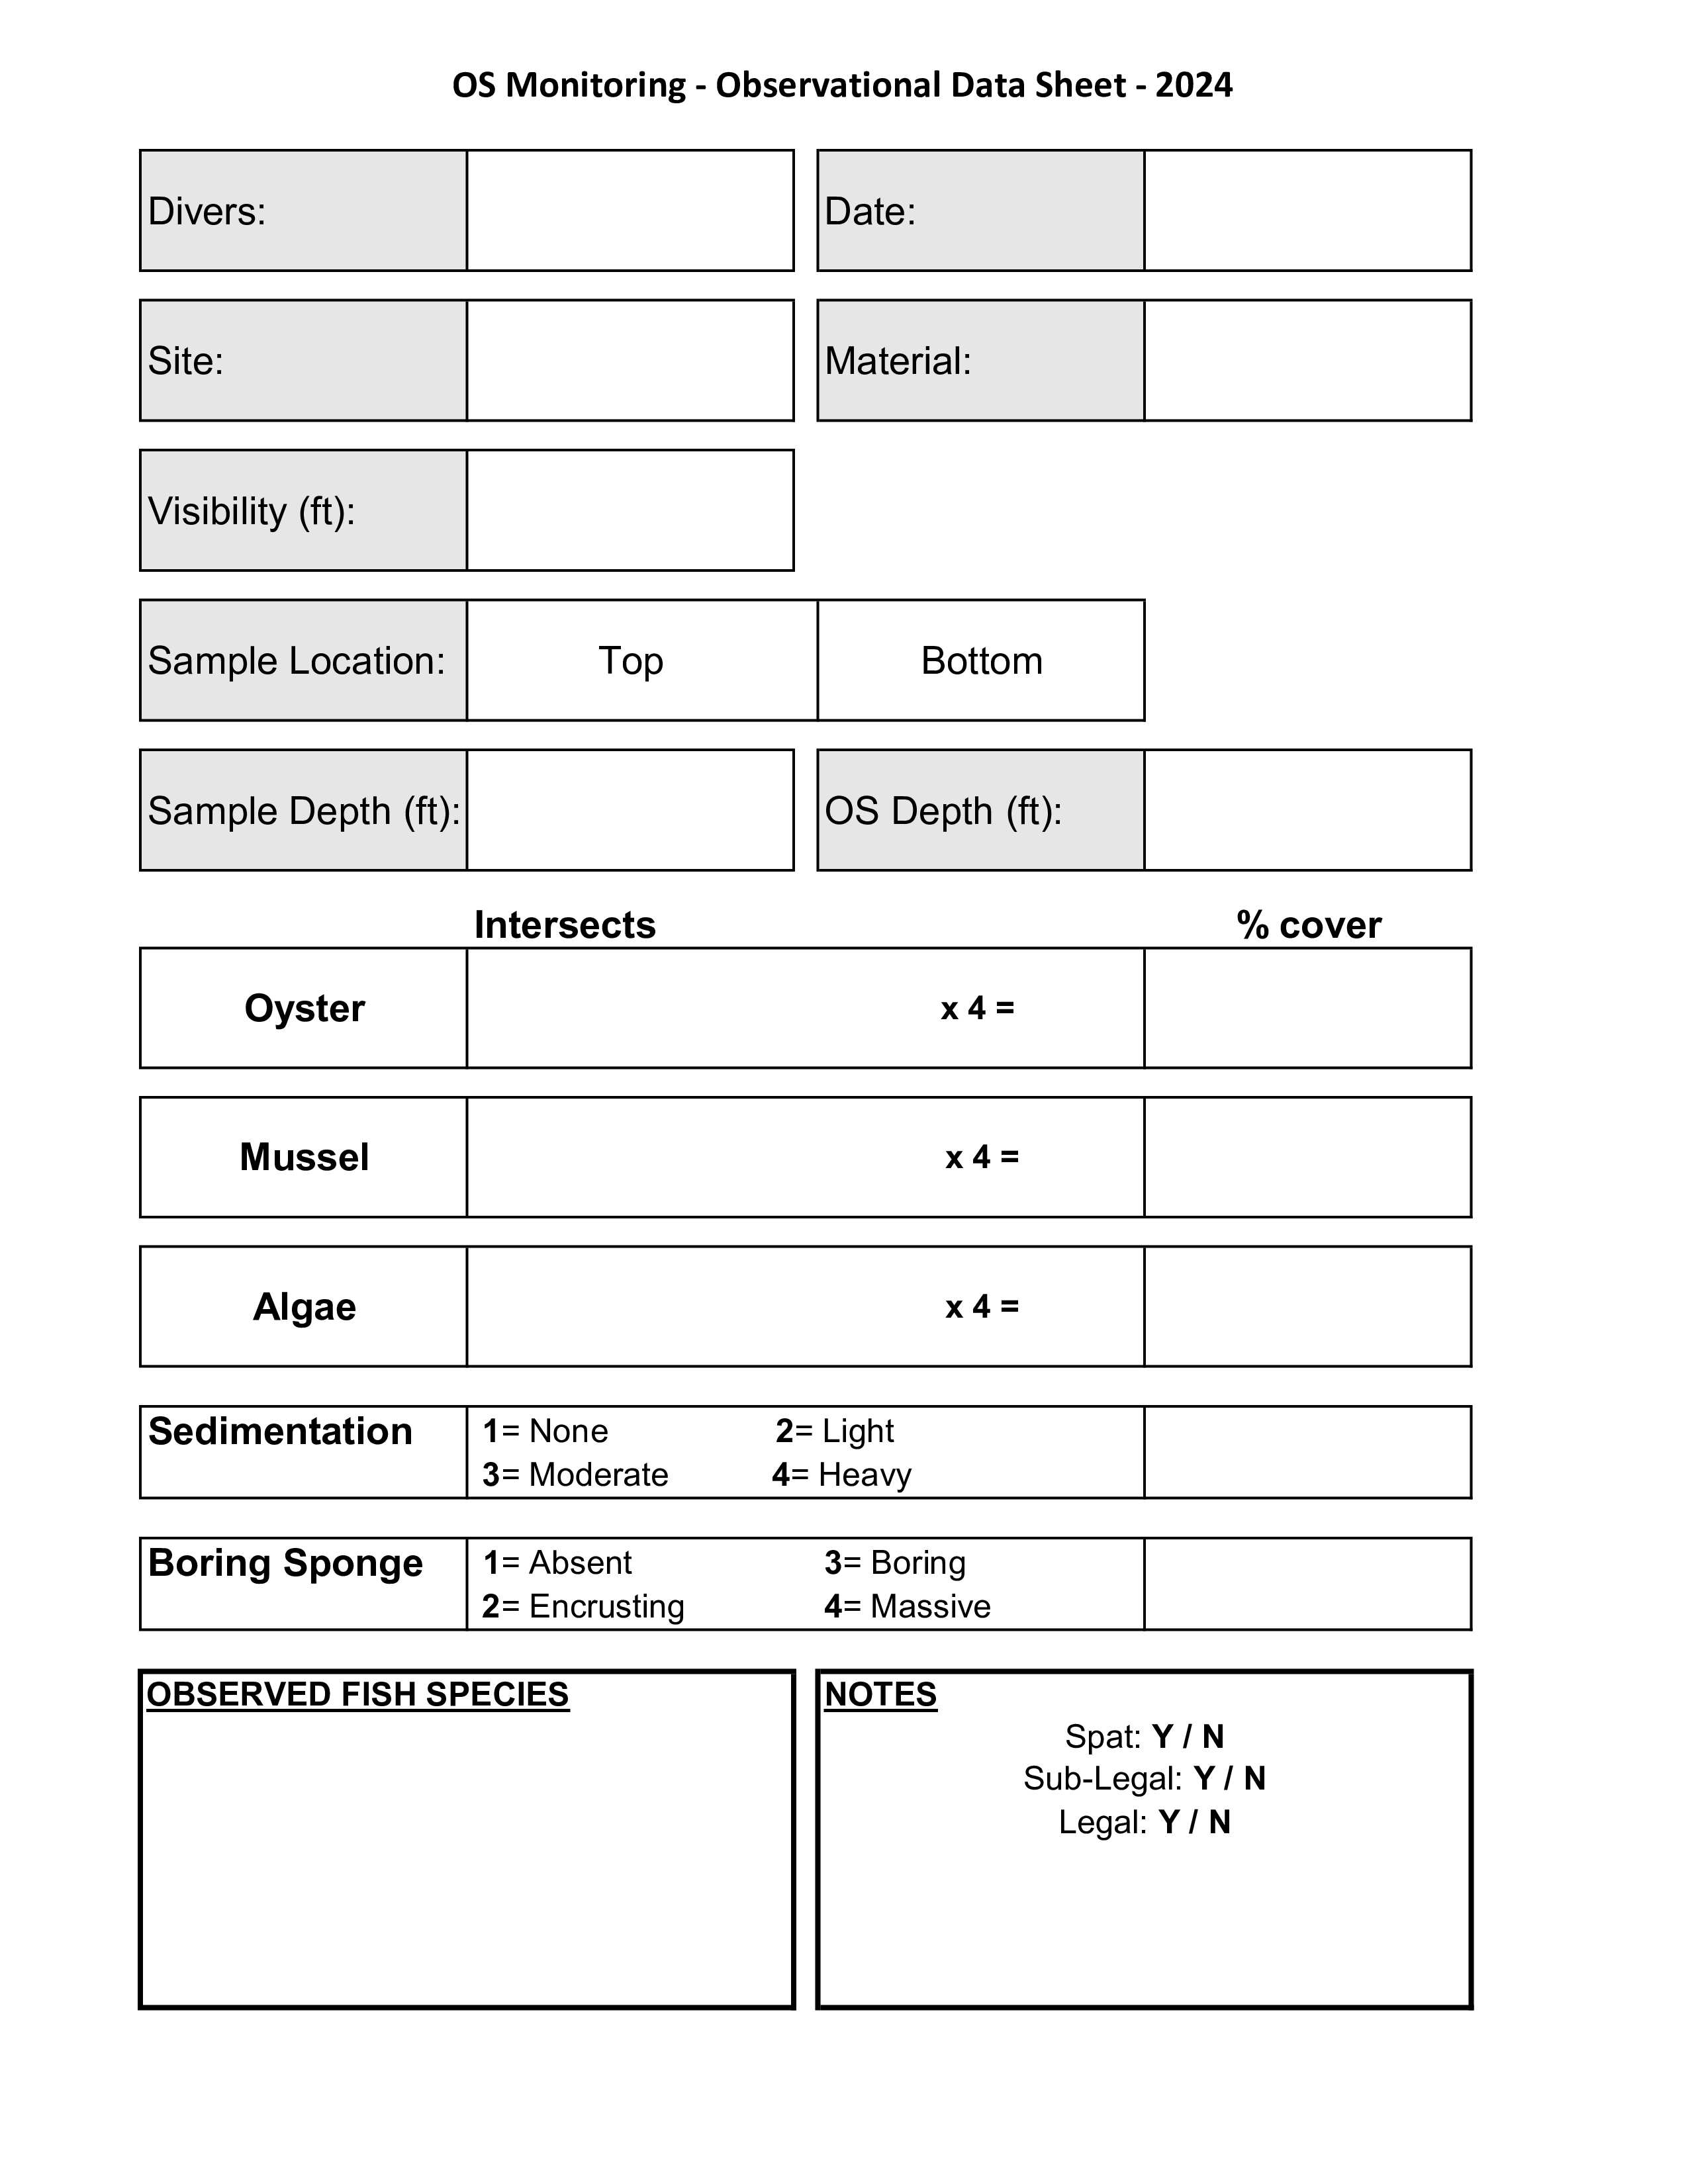 OS Monitoring - Observational Data Sheet - 2024
Divers: Date:
Site: Material:
Visibility (ft):
Sample Location: Top Bottom
Sample Depth (ft): OS Depth (ft):
Intersects % cover
Oyster x 4 =
Mussel x 4 =
Algae x 4 =
Sedimentation 1= None 2= Light
3= Moderate 4= Heavy
Boring Sponge 1= Absent 3= Boring
2= Encrusting 4= Massive
OBSERVED FISH SPECIES
NOTES
Spat: Y / N
Sub-Legal: Y / N
Legal: Y / N